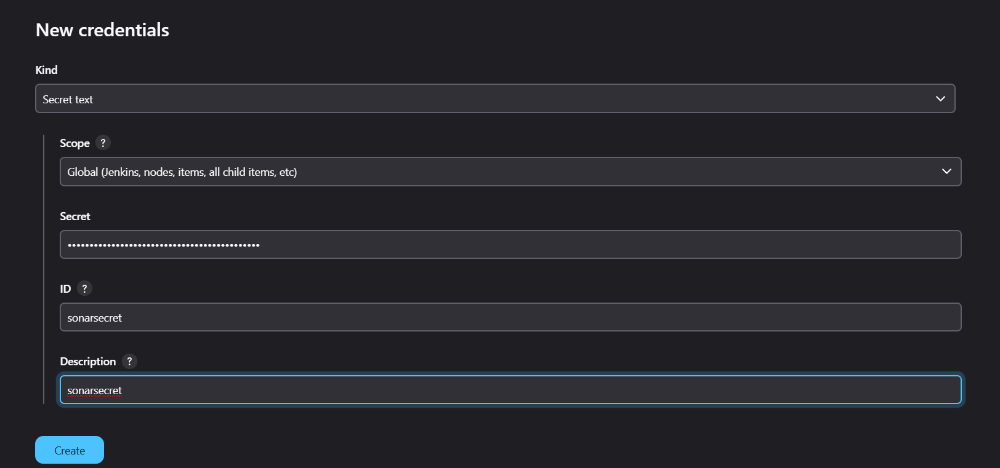 New credentials
Kind
Secret text
Scope ?
Global (Jenkins, nodes, items, all child items, etc)
Secret
••••••••••••••••••••••••••••••••••••••••••••
ID ?
sonarsecret
Description ?
sonarsecret
Create